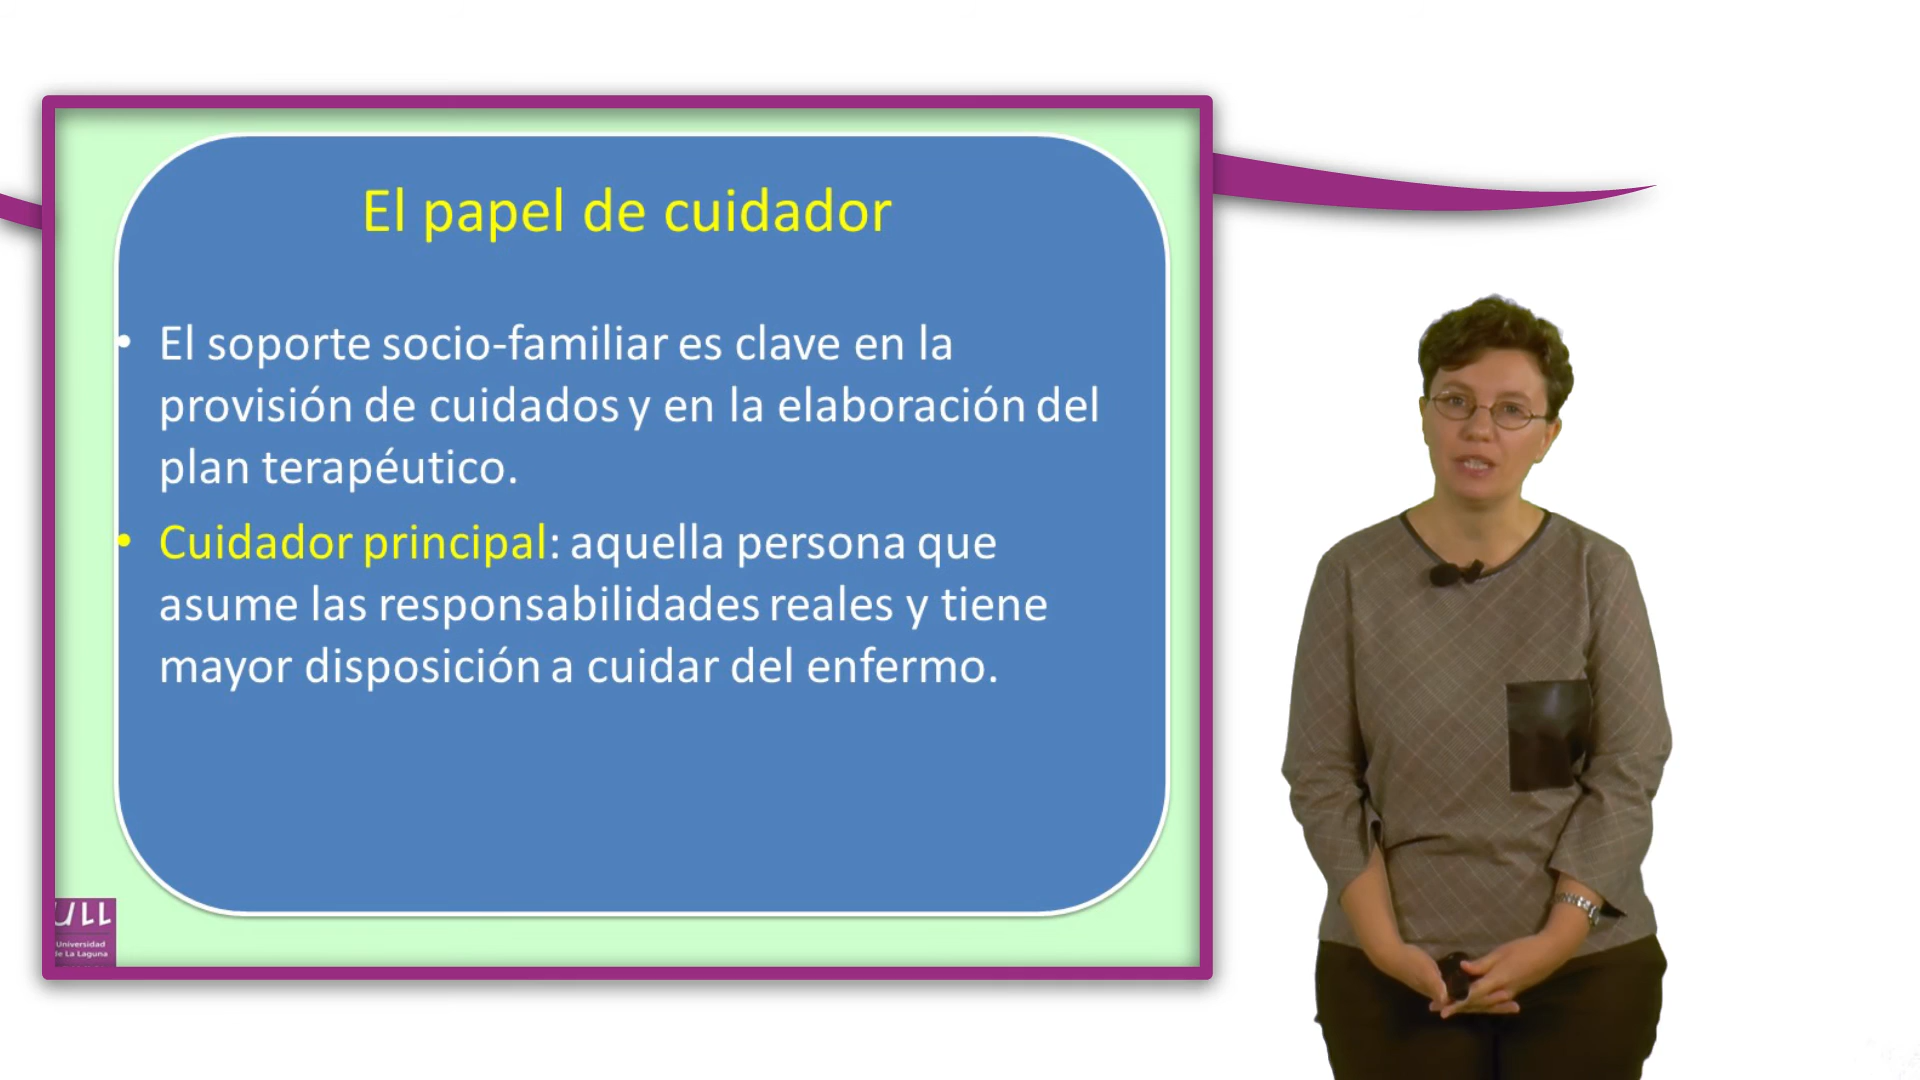 El papel de cuidador
• El soporte socio-familiar es clave en la
provisión de cuidados y en la elaboración del
plan terapéutico.
• Cuidador principal: aquella persona que
asume las responsabilidades reales y tiene
mayor disposición a cuidar del enfermo.
ULL
Universidad
de La Laguna